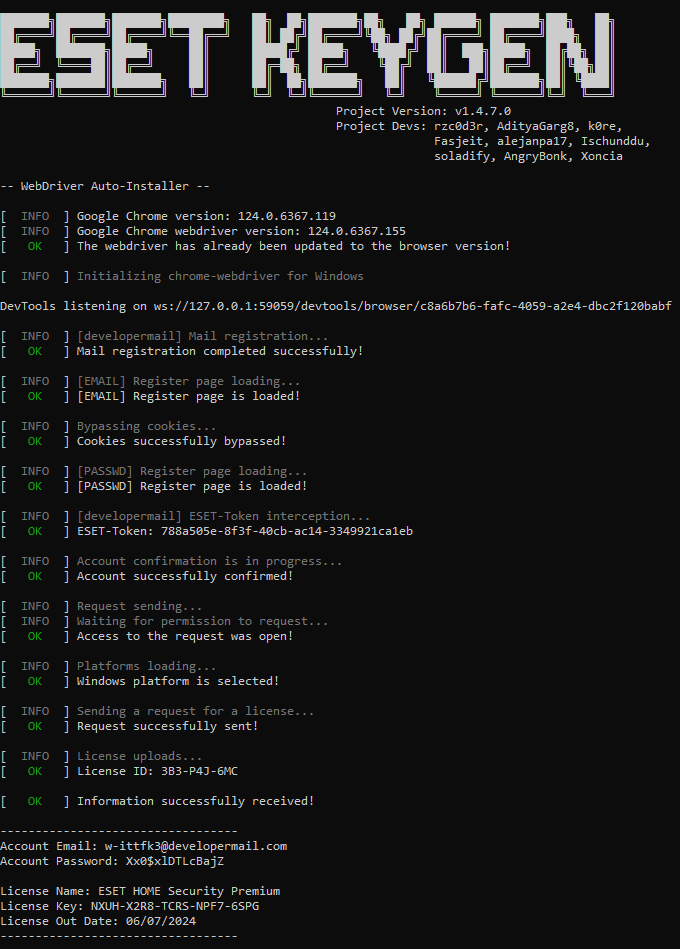 ESET KEYGEN
Project Version: v1.4.7.0
Project Devs: rzc0d3r, AdityaGarg8, k0re,
Fasjeit, alejanpa17, Ischunddu,
soladify, AngryBonk, Xoncia
-- WebDriver Auto-Installer --
[ INFO ] Google Chrome version: 124.0.6367.119
[ INFO ] Google Chrome webdriver version: 124.0.6367.155
[ OK ] The webdriver has already been updated to the browser version!
[ INFO ] Initializing chrome-webdriver for Windows
DevTools listening on ws://127.0.0.1:59059/devtools/browser/c8a6b7b6-fafc-4059-a2e4-dbc2f120babf
[ INFO ] [developermail] Mail registration...
[ OK ] Mail registration completed successfully!
[ INFO ] [EMAIL] Register page loading...
[ OK ] [EMAIL] Register page is loaded!
[ INFO ] Bypassing cookies...
[ OK ] Cookies successfully bypassed!
[ INFO ] [PASSWD] Register page loading...
[ OK ] [PASSWD] Register page is loaded!
[ INFO ] [developermail] ESET-Token interception...
[ OK ] ESET-Token: 788a505e-8f3f-40cb-ac14-3349921ca1eb
[ INFO ] Account confirmation is in progress...
[ OK ] Account successfully confirmed!
[ INFO ] Request sending...
[ INFO ] Waiting for permission to request...
[ OK ] Access to the request was open!
[ INFO ] Platforms loading...
[ OK ] Windows platform is selected!
[ INFO ] Sending a request for a license...
[ OK ] Request successfully sent!
[ INFO ] License uploads...
[ OK ] License ID: 3B3-P4J-6MC
[ OK ] Information successfully received!
----------------------------------
Account Email: w-ittfk3@developermail.com
Account Password: Xx0$xlDTLcBajZ
License Name: ESET HOME Security Premium
License Key: NXUH-X2R8-TCRS-NPF7-6SPG
License Out Date: 06/07/2024
----------------------------------